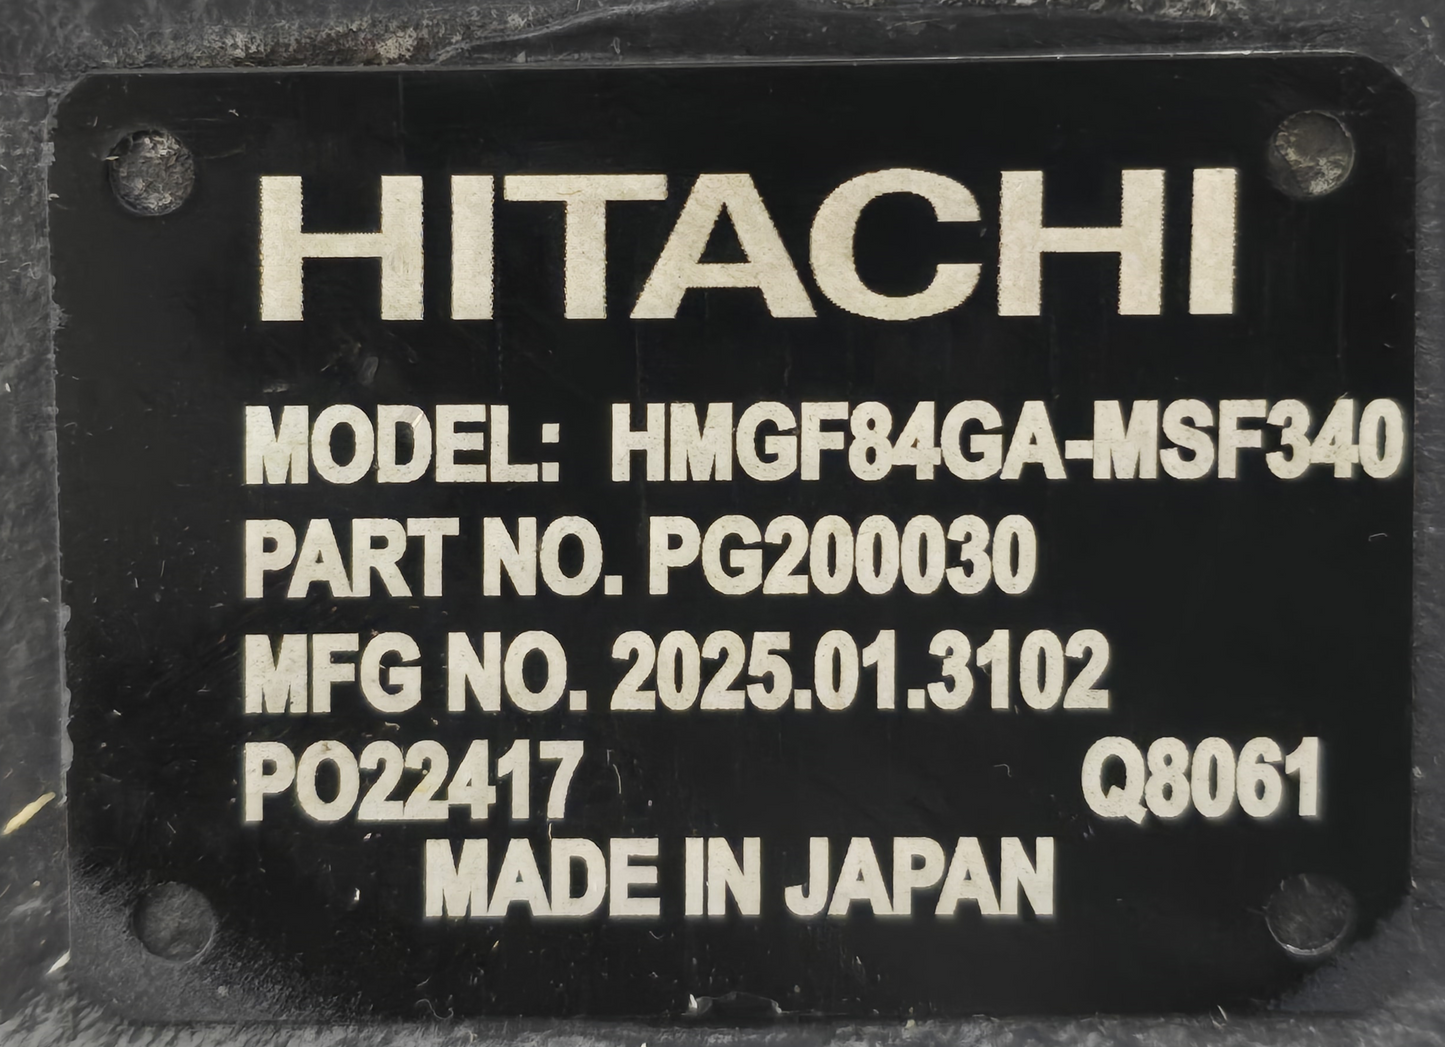 HITACHI
MODEL: HMGF84GA-MSF340
PART NO. PG200030
MFG NO. 2025.01.3102
PO22417 Q8061
MADE IN JAPAN